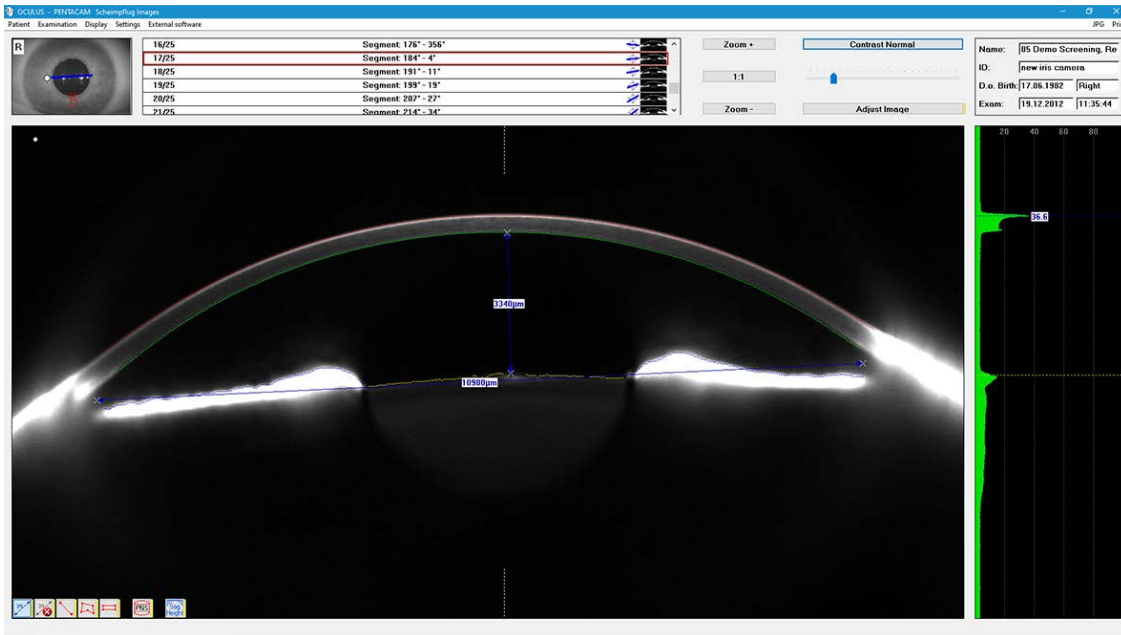 OCULUS - PENTACAM Scheimpflug Images
Patient Examination Display Settings External software JPG Pri
R
16/25 Segment: 176° - 356°
17/25 Segment: 184° - 4°
18/25 Segment: 191° - 11°
19/25 Segment: 199° - 19°
20/25 Segment: 207° - 27°
21/25 Segment: 214° - 34°
Zoom +
1:1
Zoom -
Contrast Normal
Adjust Image
Name: 05 Demo Screening, Re
ID: new iris camera
D.o. Birth: 17.06.1982 Right
Exam: 19.12.2012 11:35:44
20 40 60 80
36.6
3340µm
10980µm
PNS
Sag.
Height